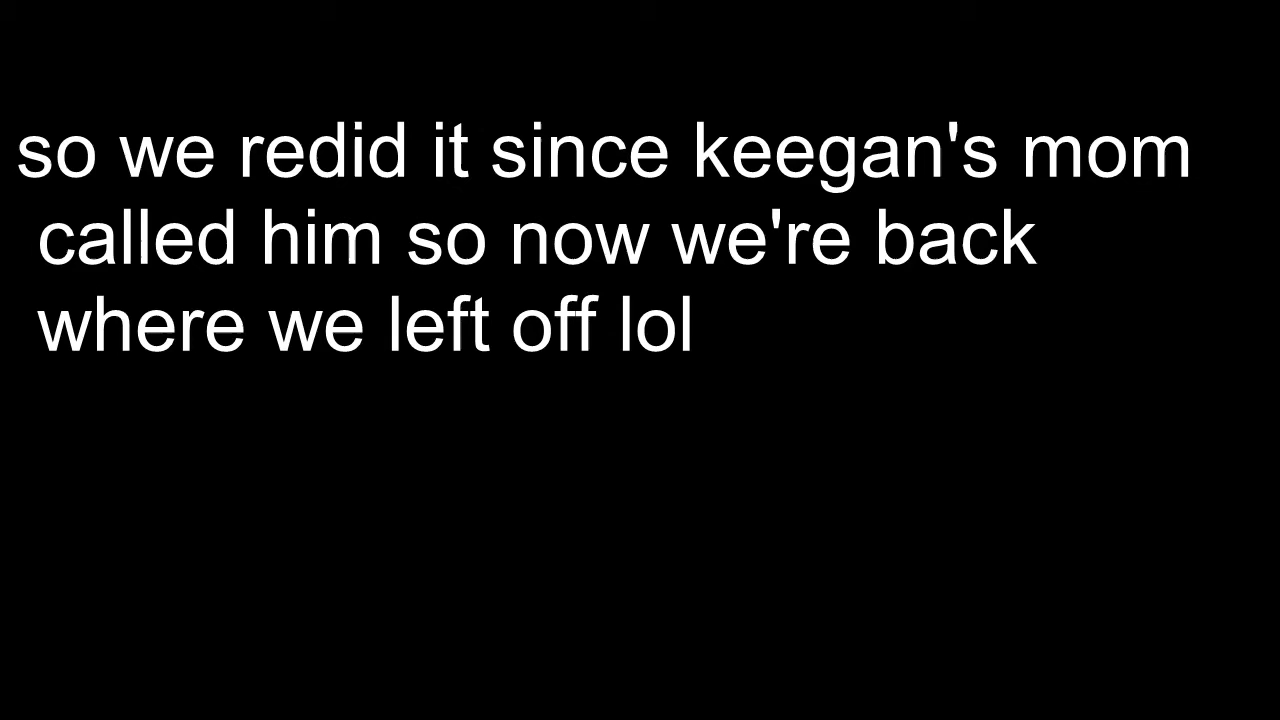 so we redid it since keegan's mom
called him so now we're back
where we left off lol